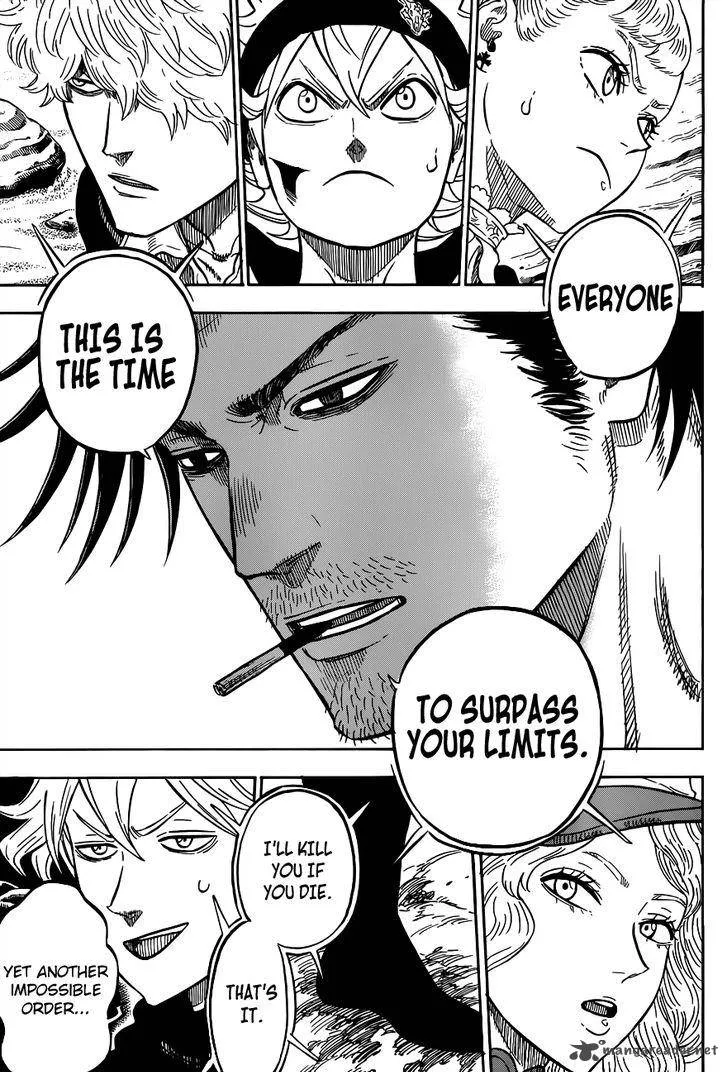 EVERYONE
THIS IS
THE TIME
TO SURPASS
YOUR LIMITS.
I'LL KILL
YOU IF
YOU DIE.
THAT'S
IT.
YET ANOTHER
IMPOSSIBLE
ORDER...
mangareader.net